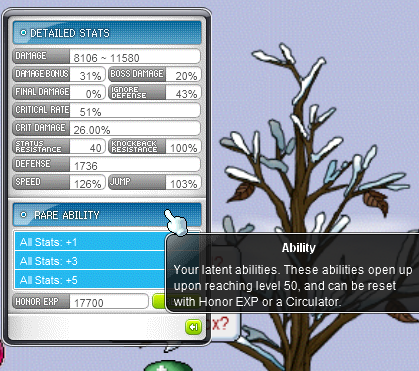 DETAILED STATS
DAMAGE 8106 ~ 11580
DAMAGE BONUS 31% BOSS DAMAGE 20%
FINAL DAMAGE 0% IGNORE DEFENSE 43%
CRITICAL RATE 51%
CRIT DAMAGE 26.00%
STATUS RESISTANCE 40 KNOCKBACK RESISTANCE 100%
DEFENSE 1736
SPEED 126% JUMP 103%
RARE ABILITY
All Stats: +1
All Stats: +3
All Stats: +5
HONOR EXP 17700
Ability
Your latent abilities. These abilities open up
upon reaching level 50, and can be reset
with Honor EXP or a Circulator.